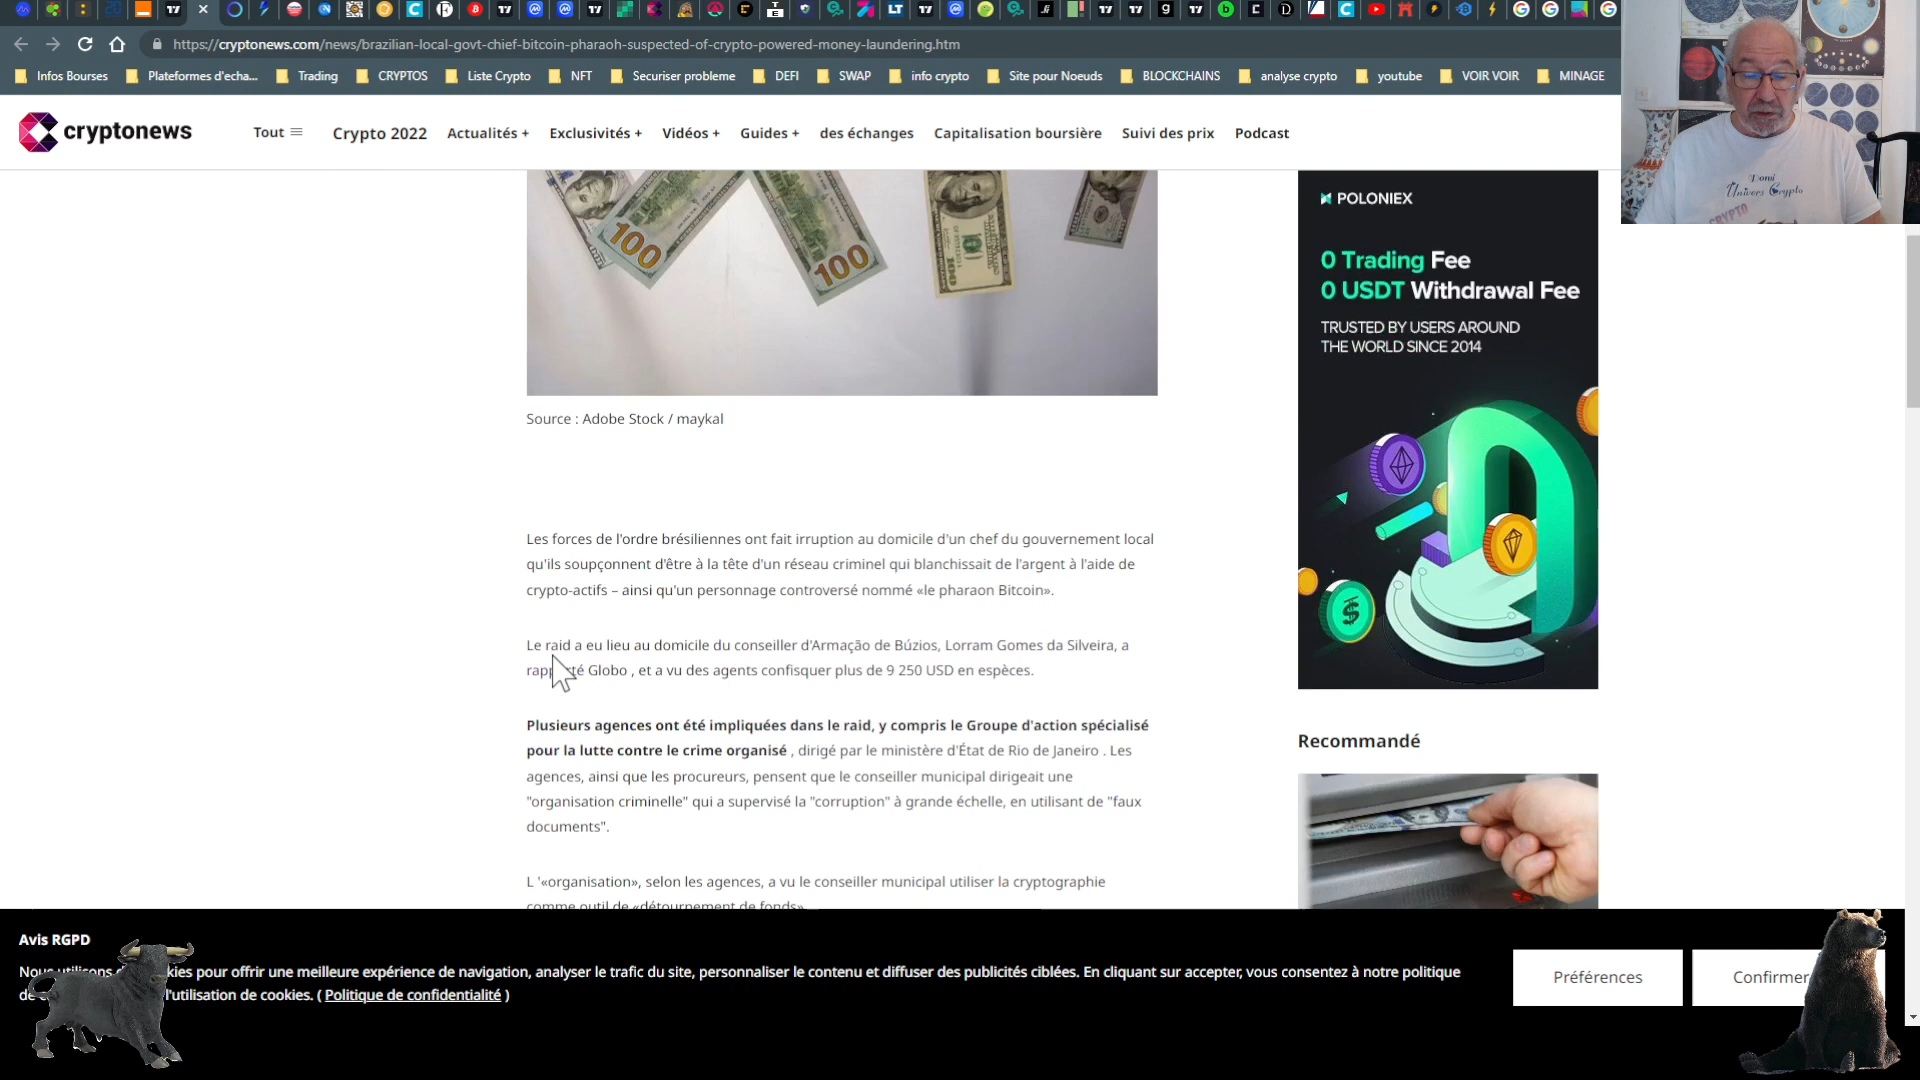 https://cryptonews.com/news/brazilian-local-govt-chief-bitcoin-pharaoh-suspected-of-crypto-powered-money-laundering.htm
Infos Bourses Plateformes d'echa... Trading CRYPTOS Liste Crypto NFT Securiser probleme DEFI SWAP info crypto Site pour Noeuds BLOCKCHAINS analyse crypto youtube VOIR VOIR MINAGE
cryptonews Tout Crypto 2022 Actualités + Exclusivités + Vidéos + Guides + des échanges Capitalisation boursière Suivi des prix Podcast
Domi
Univers Crypto
CRYPTO
100
100
Source : Adobe Stock / maykal
Les forces de l'ordre brésiliennes ont fait irruption au domicile d'un chef du gouvernement local
qu'ils soupçonnent d'être à la tête d'un réseau criminel qui blanchissait de l'argent à l'aide de
crypto-actifs – ainsi qu'un personnage controversé nommé «le pharaon Bitcoin».
Le raid a eu lieu au domicile du conseiller d'Armação de Búzios, Lorram Gomes da Silveira, a
Globo , et a vu des agents confisquer plus de 9 250 USD en espèces.
Plusieurs agences ont été impliquées dans le raid, y compris le Groupe d'action spécialisé
pour la lutte contre le crime organisé , dirigé par le ministère d'État de Rio de Janeiro . Les
agences, ainsi que les procureurs, pensent que le conseiller municipal dirigeait une
"organisation criminelle" qui a supervisé la "corruption" à grande échelle, en utilisant de "faux
documents".
L '«organisation», selon les agences, a vu le conseiller municipal utiliser la cryptographie
comme outil de «détournement de fonds».
POLONIEX
0 Trading Fee
0 USDT Withdrawal Fee
TRUSTED BY USERS AROUND
THE WORLD SINCE 2014
Recommandé
Avis RGPD
Nous utilisons pour offrir une meilleure expérience de navigation, analyser le trafic du site, personnaliser le contenu et diffuser des publicités ciblées. En cliquant sur accepter, vous consentez à notre politique
l'utilisation de cookies. ( Politique de confidentialité )
Préférences
Confirmer